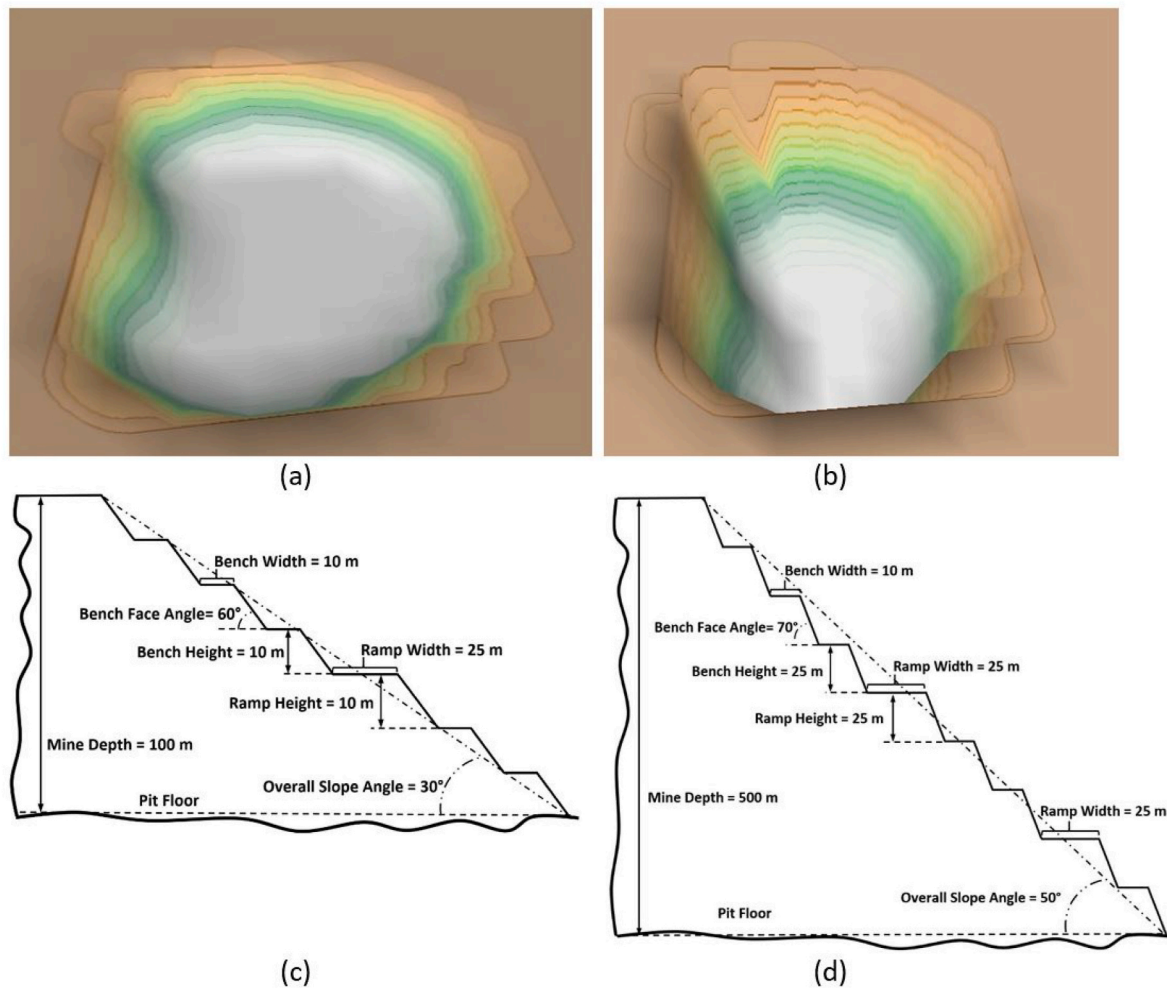 (a)
(b)
Bench Width = 10 m
Bench Face Angle= 60°
Bench Height = 10 m
Ramp Width = 25 m
Ramp Height = 10 m
Mine Depth = 100 m
Overall Slope Angle = 30°
Pit Floor
(c)
Bench Width = 10 m
Bench Face Angle= 70°
Bench Height = 25 m
Ramp Width = 25 m
Ramp Height = 25 m
Mine Depth = 500 m
Ramp Width = 25 m
Overall Slope Angle = 50°
Pit Floor
(d)